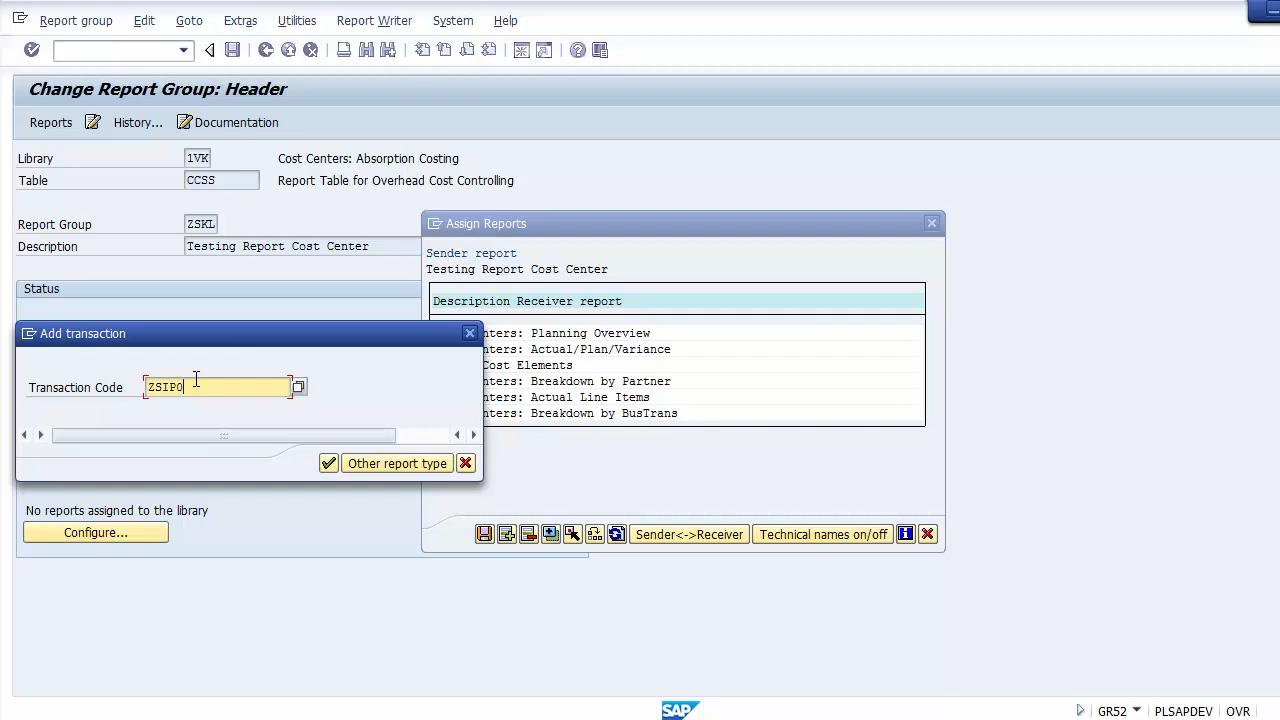 Report group Edit Goto Extras Utilities Report Writer System Help
Change Report Group: Header
Reports History... Documentation
Library 1VK Cost Centers: Absorption Costing
Table CCSS Report Table for Overhead Cost Controlling
Report Group ZSKL
Description Testing Report Cost Center
Status
Assign Reports
Sender report
Testing Report Cost Center
Description Receiver report
nters: Planning Overview
nters: Actual/Plan/Variance
Cost Elements
nters: Breakdown by Partner
nters: Actual Line Items
nters: Breakdown by BusTrans
Sender<->Receiver Technical names on/off
Add transaction
Transaction Code ZSIPO
Other report type
No reports assigned to the library
Configure...
SAP GR52 PLSAPDEV OVR